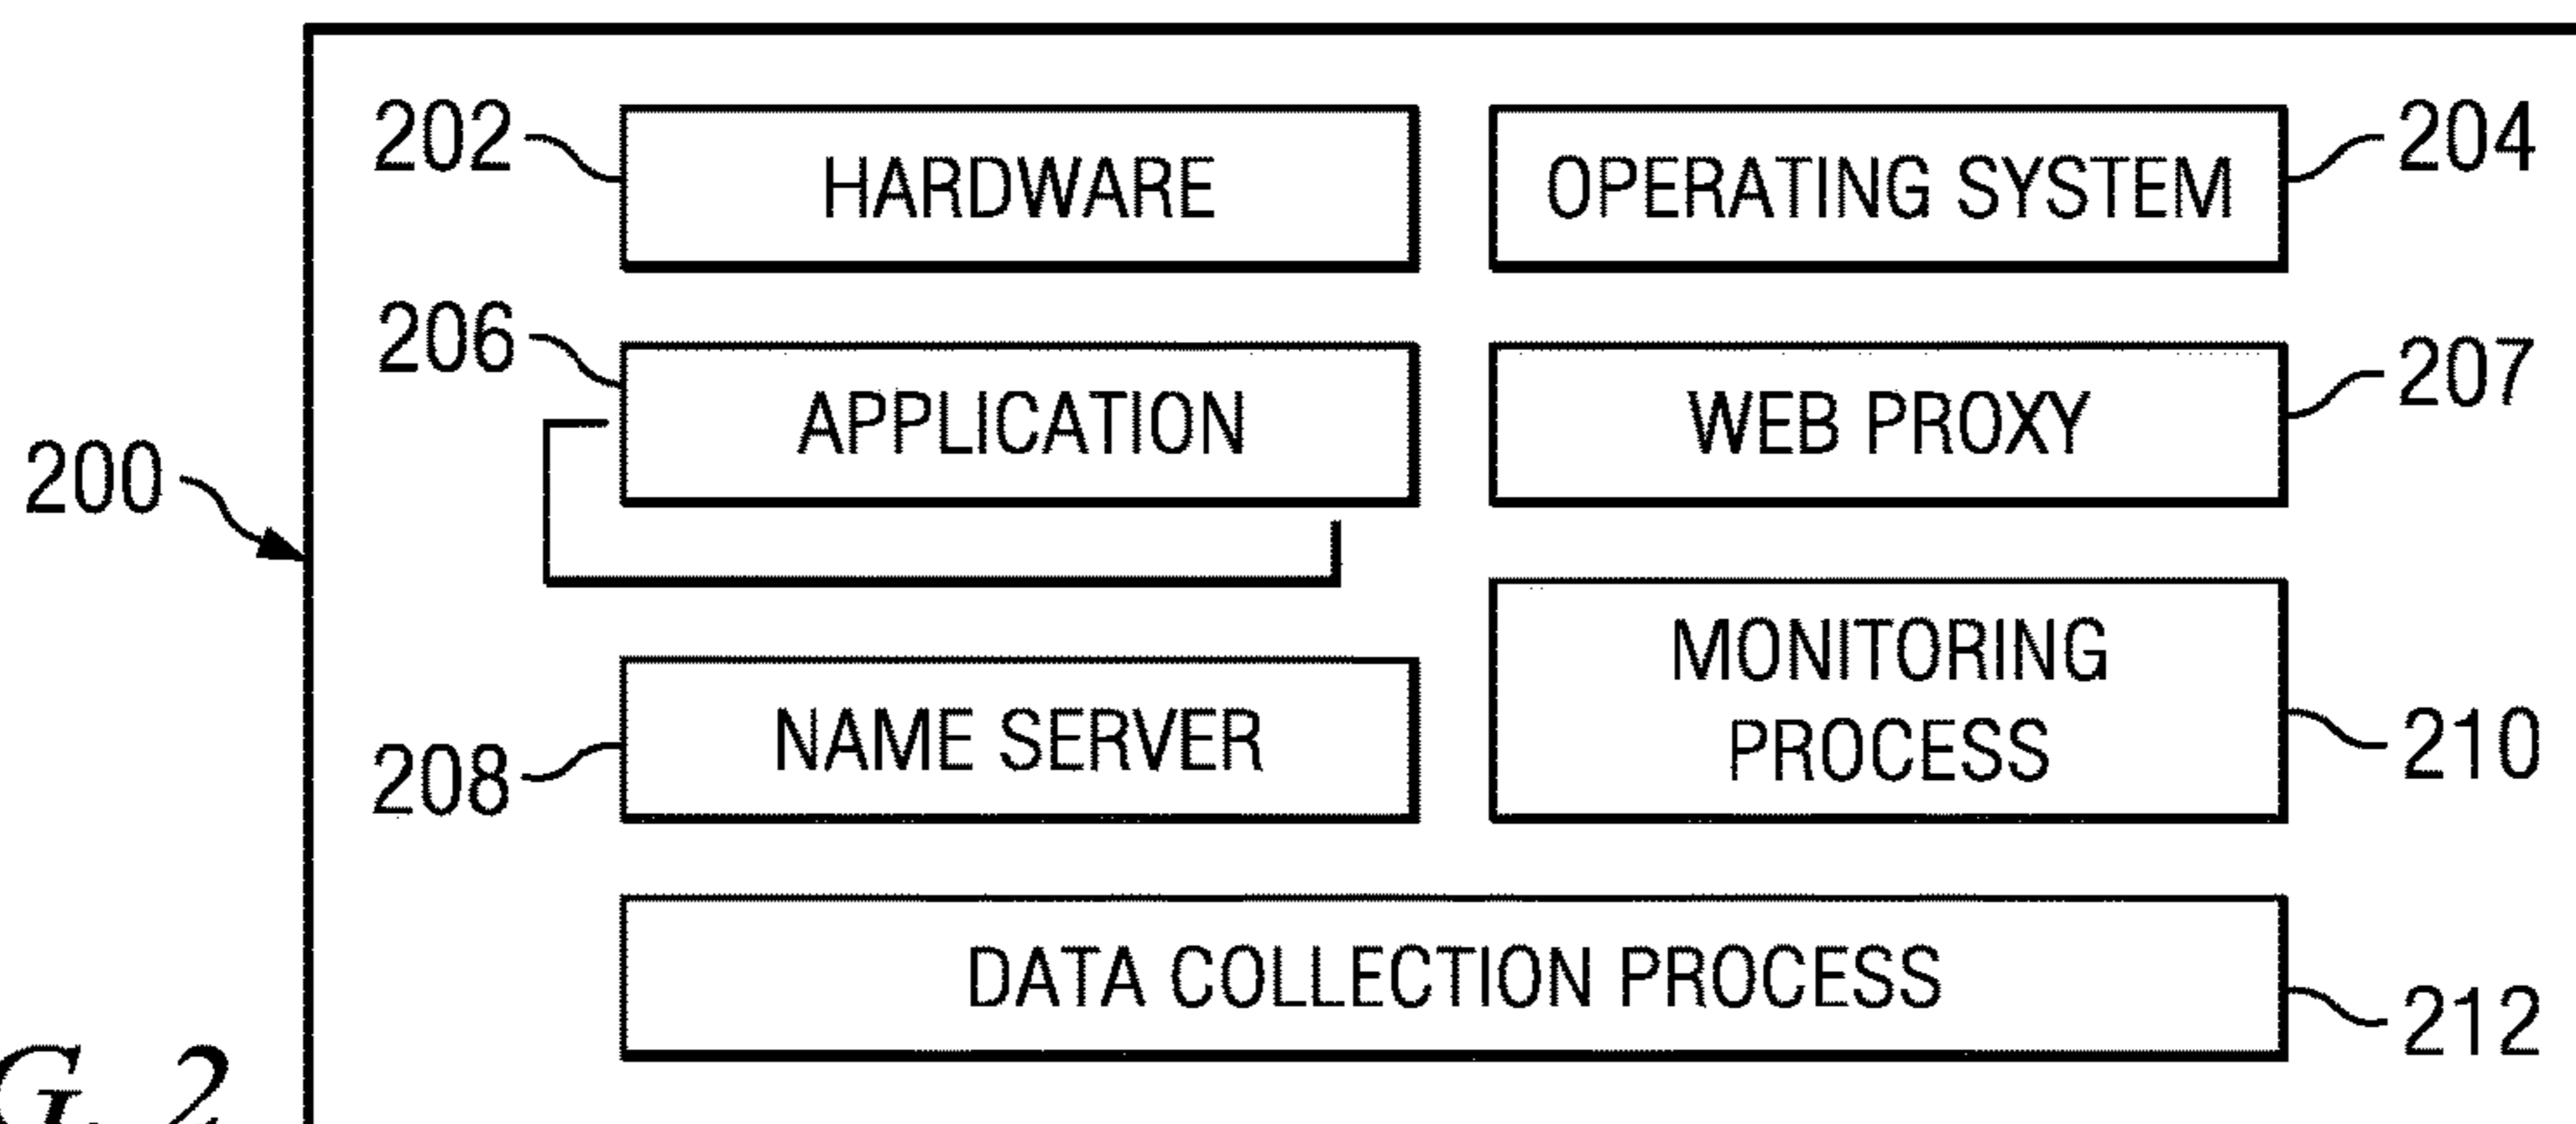 202 HARDWARE OPERATING SYSTEM 204
206 APPLICATION WEB PROXY 207
200
MONITORING
PROCESS
210
208 NAME SERVER
DATA COLLECTION PROCESS 212
G. 2